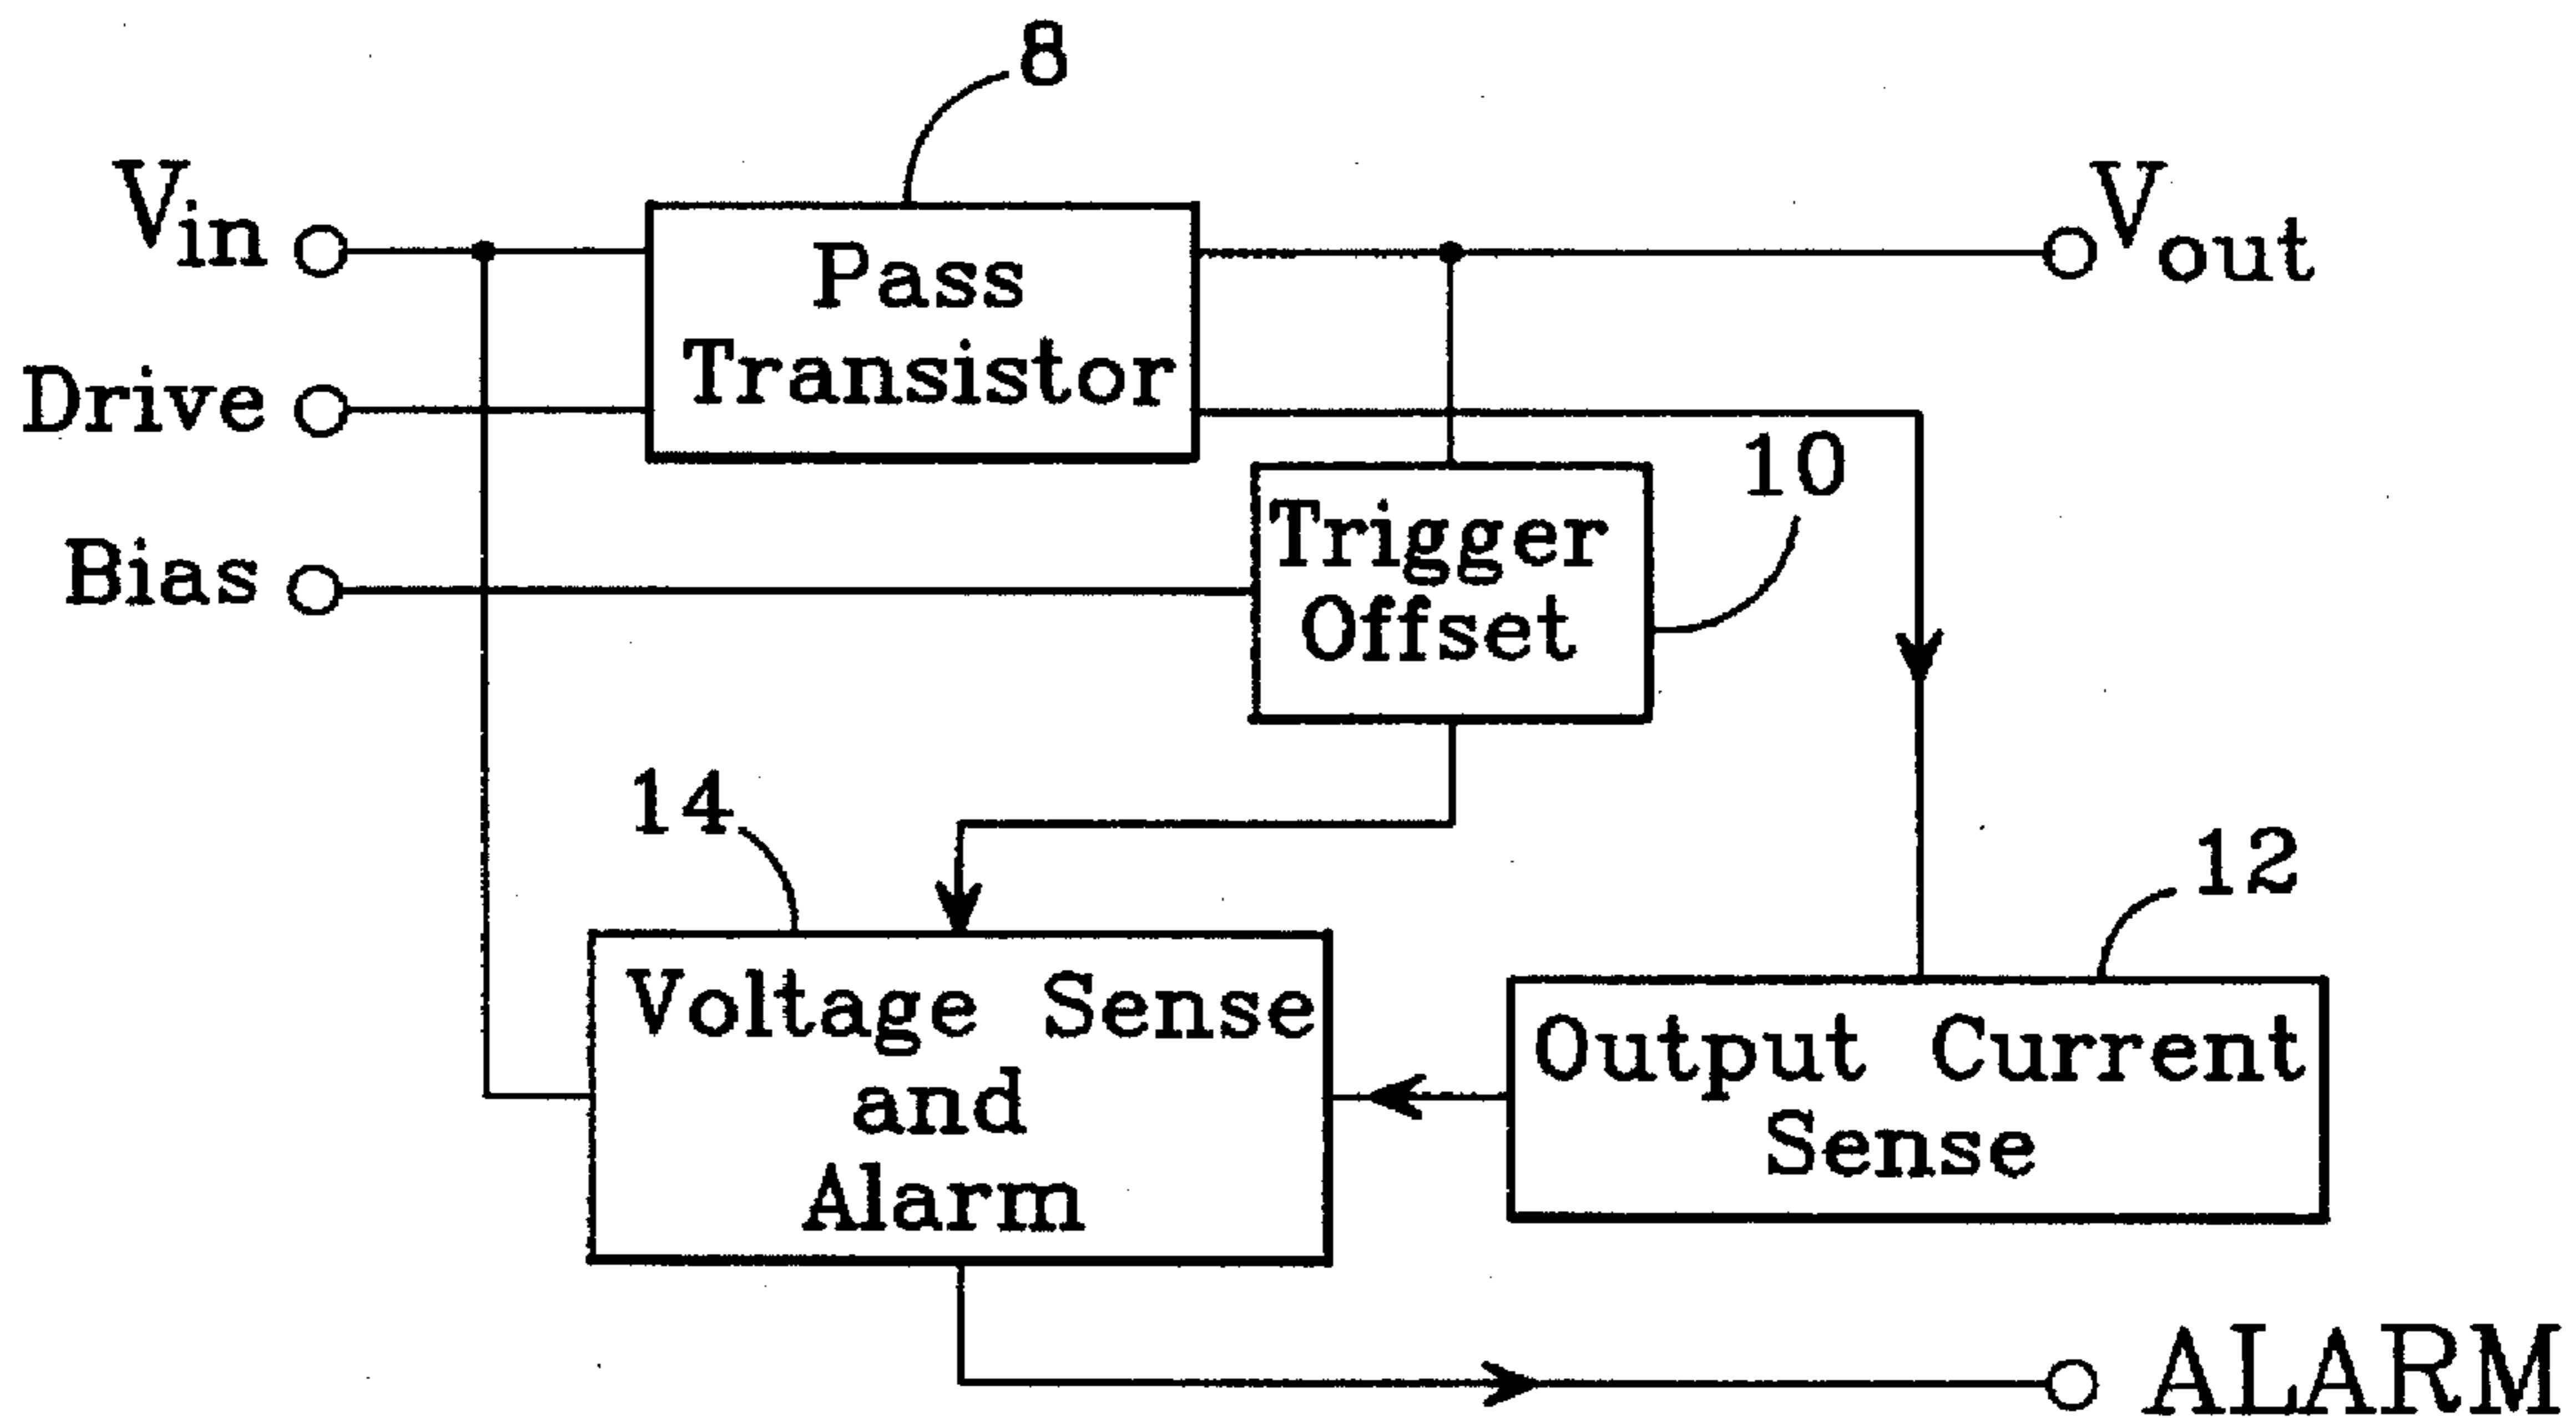 8
Vin
Pass
Transistor
Vout
Drive
Bias
10
Trigger
Offset
14
12
Voltage Sense
and
Alarm
Output Current
Sense
ALARM